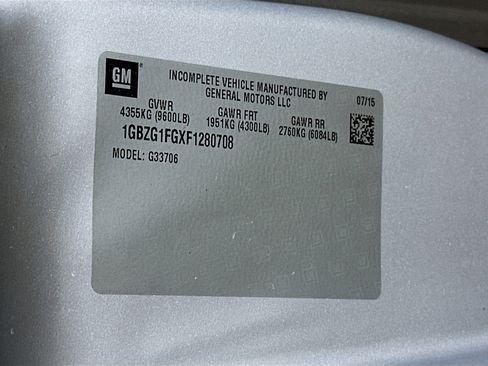 GM
INCOMPLETE VEHICLE MANUFACTURED BY
GENERAL MOTORS LLC
07/15
GVWR GAWR FRT GAWR RR
4355KG (9600LB) 1951KG (4300LB) 2760KG (6084LB)
1GBZG1FGXF1280708
MODEL: G33706